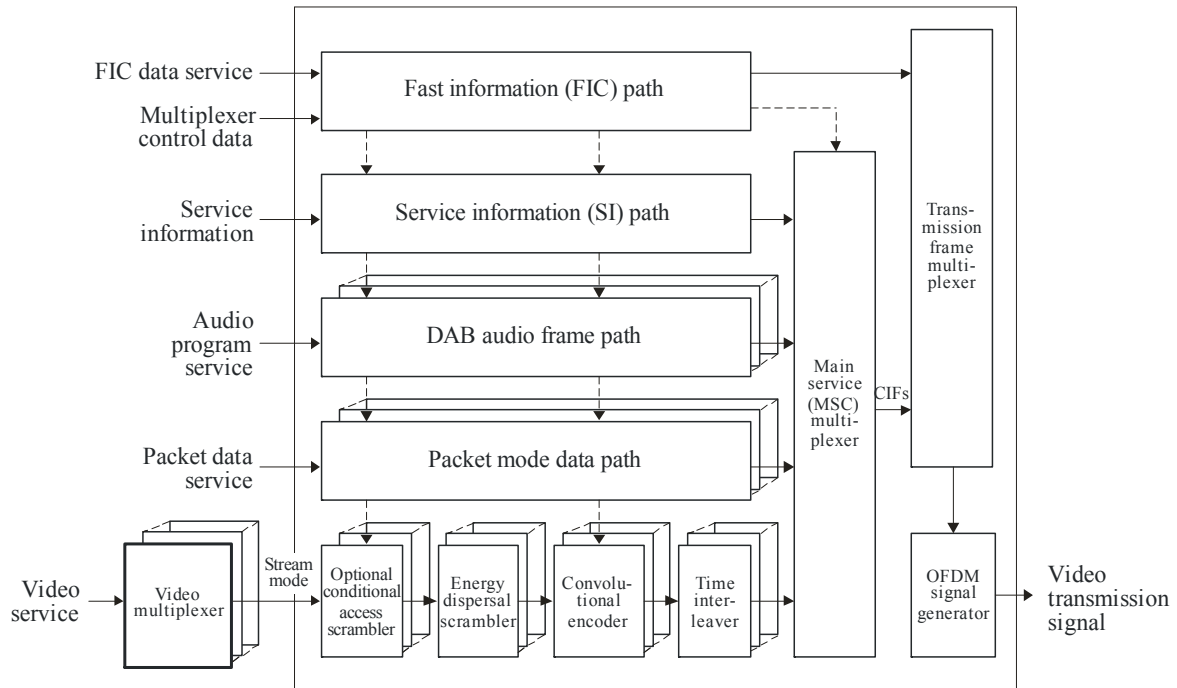 FIC data service
Fast information (FIC) path
Multiplexer
control data
Service
information
Service information (SI) path
Trans-
mission
frame
multi-
plexer
Audio
program
service
DAB audio frame path
Main
service
(MSC)
multi-
plexer
CIFs
Packet data
service
Packet mode data path
Video
service
Video
multiplexer
Stream
mode
Optional
conditional
access
scrambler
Energy
dispersal
scrambler
Convolu-
tional
encoder
Time
inter-
leaver
OFDM
signal
generator
Video
transmission
signal